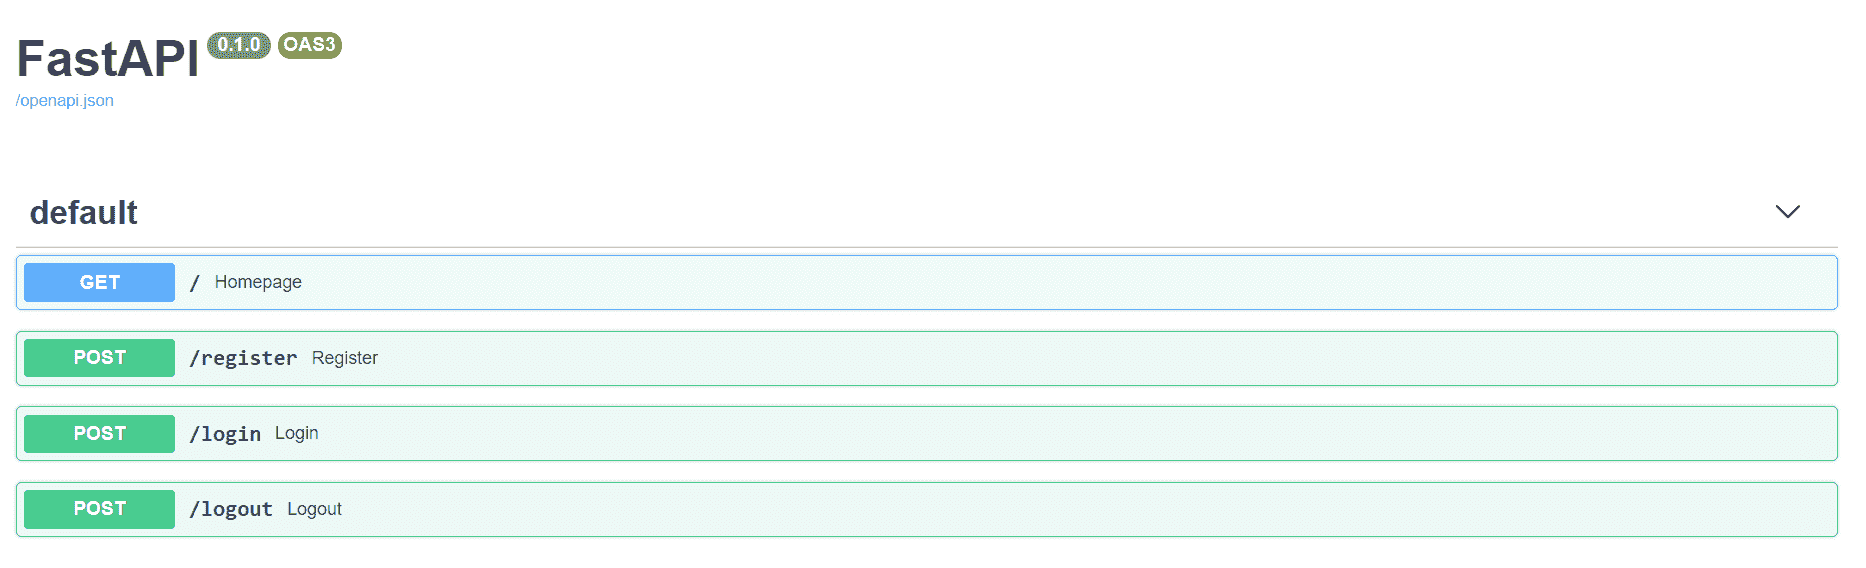 FastAPI 0.1.0 OAS3
/openapi.json
default
GET / Homepage
POST /register Register
POST /login Login
POST /logout Logout